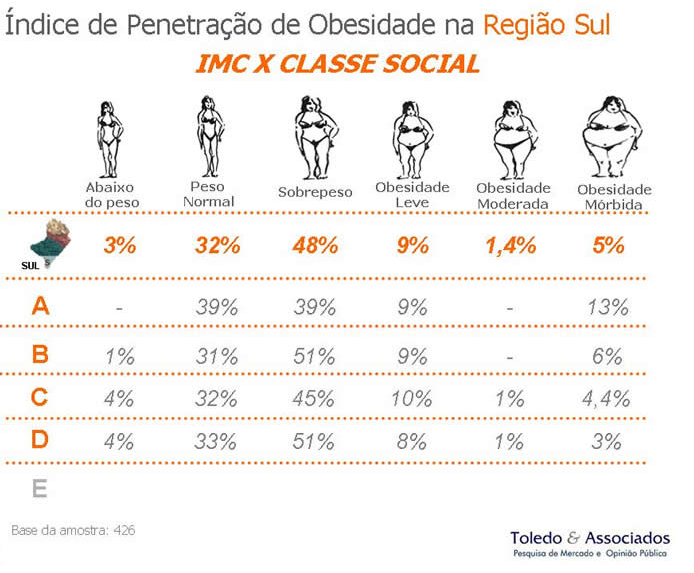 Índice de Penetração de Obesidade na Região Sul
IMC X CLASSE SOCIAL
Abaixo do peso
Peso Normal
Sobrepeso
Obesidade Leve
Obesidade Moderada
Obesidade Mórbida
SUL 3% 32% 48% 9% 1,4% 5%
A - 39% 39% 9% - 13%
B 1% 31% 51% 9% - 6%
C 4% 32% 45% 10% 1% 4,4%
D 4% 33% 51% 8% 1% 3%
E
Base da amostra: 426
Toledo & Associados
Pesquisa de Mercado e Opinião Pública